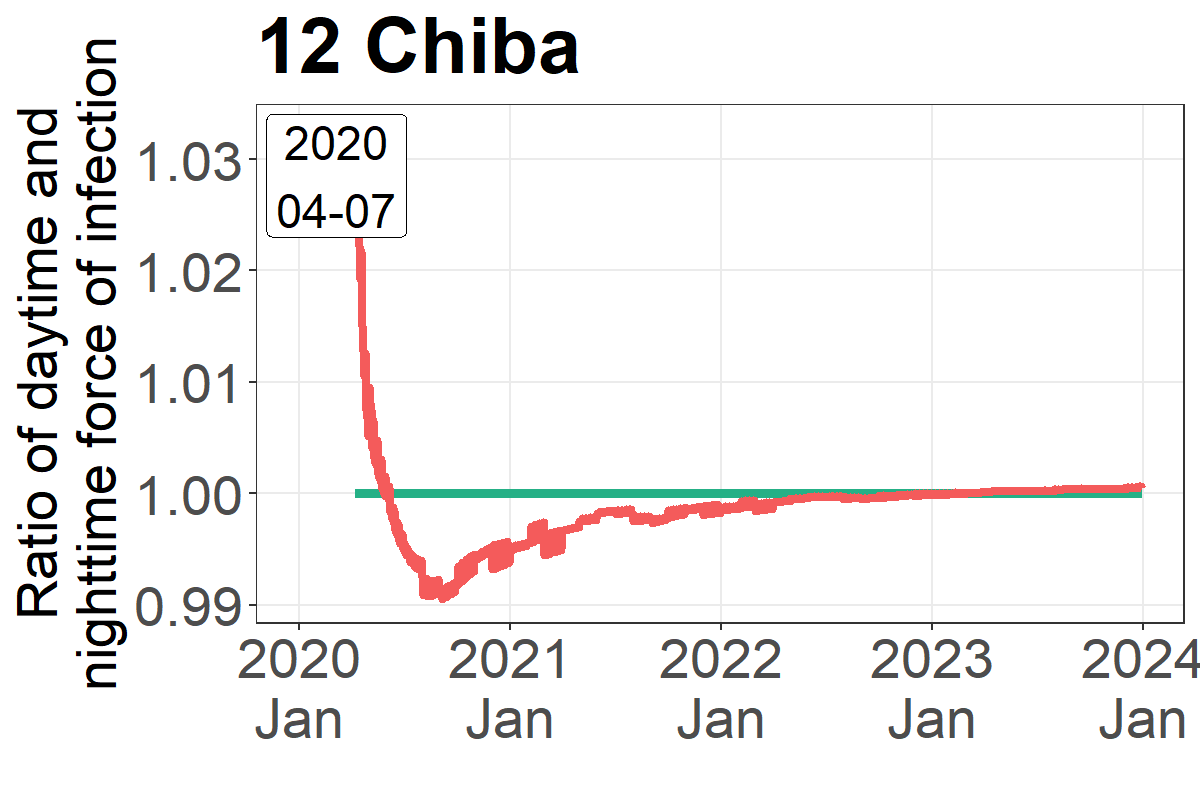 12 Chiba
Ratio of daytime and
nighttime force of infection
1.03
1.02
1.01
1.00
0.99
2020
04-07
2020
Jan
2021
Jan
2022
Jan
2023
Jan
2024
Jan